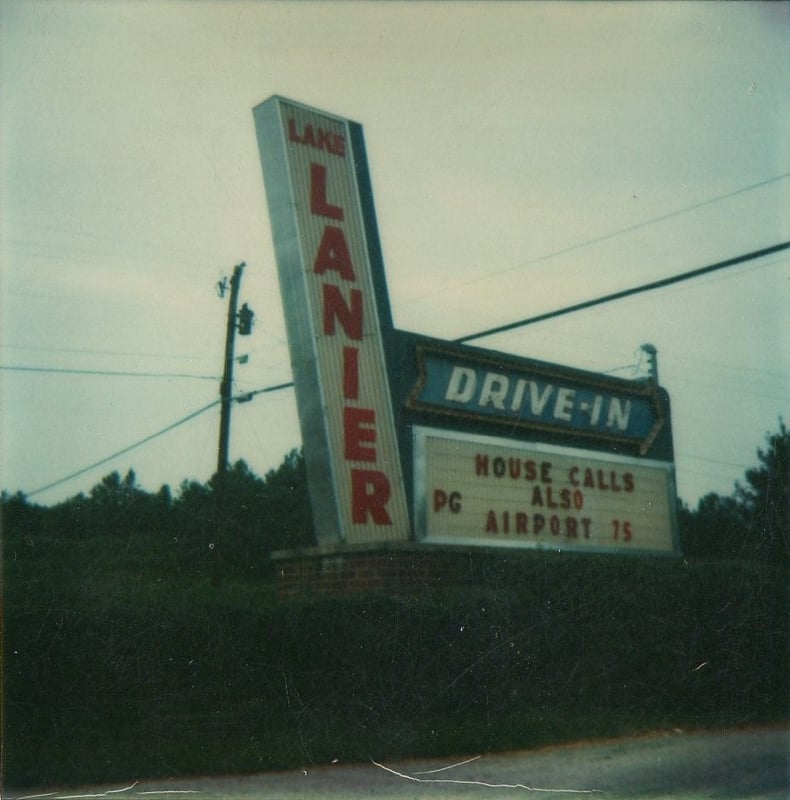 LAKE
LANIER
DRIVE-IN
HOUSE CALLS
PG ALSO
AIRPORT 75